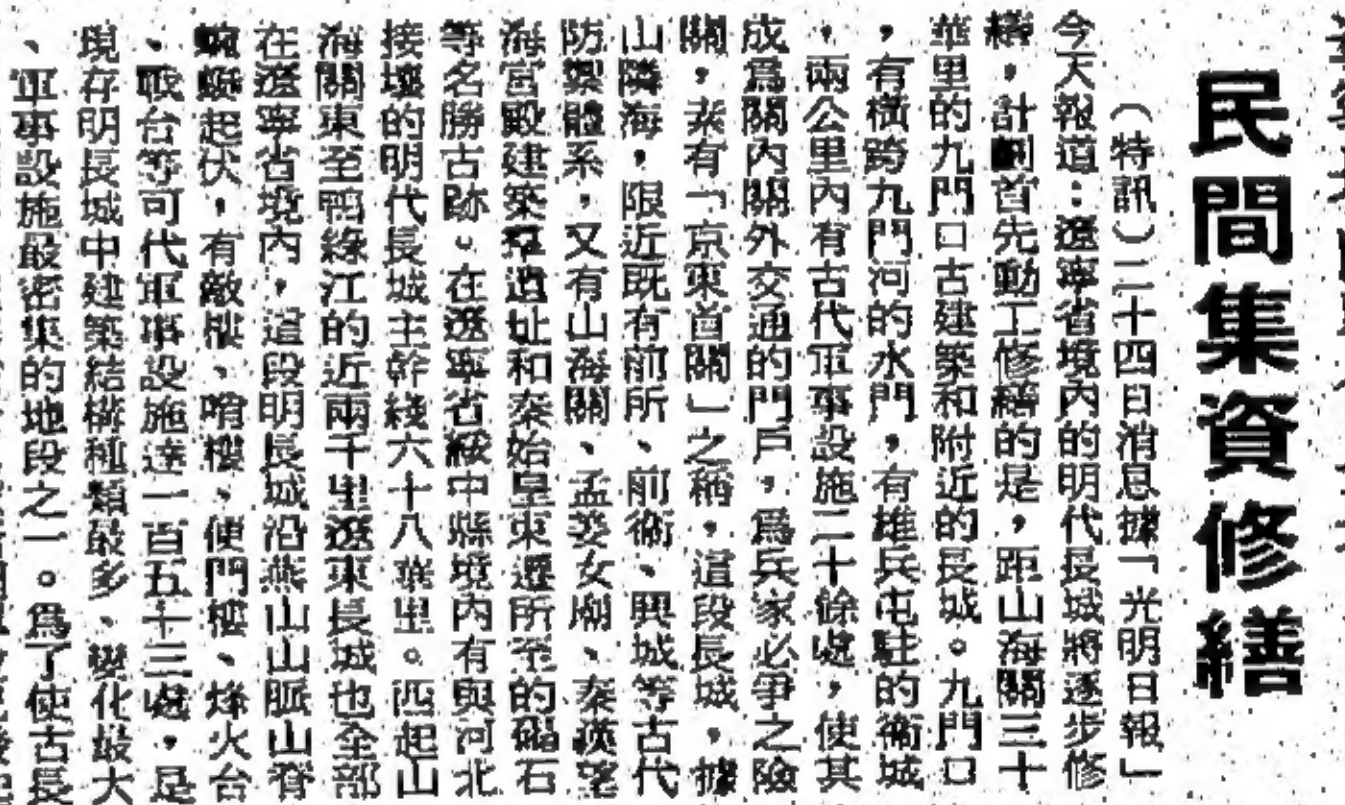 民間集資修繕
（特訊）二十四日消息據「光明日報」
今天報道：遼寧省境內的明代長城將逐步修
繕，計劃首先動工修繕的是，距山海關三十
華里的九門口古建築和附近的長城。九門口
，有橫跨九門河的水門，有雄兵屯駐的衞城
，兩公里內有古代軍事設施二十餘處，使其
成爲關內關外交通的門戶，爲兵家必爭之險
關，素有「京東首關」之稱，這段長城，據
山隣海，限近既有前所、前衞、興城等古代
防禦體系，又有山海關、孟姜女廟、秦漢望
海宮殿建築羣遺址和秦始皇東遷所至的碣石
等名勝古跡。在遼寧省綏中縣境內有與河北
接壤的明代長城主幹綫六十八華里。西起山
海關東至鴨綠江的近兩千里遼東長城也全部
在遼寧省境內，這段明長城沿燕山山脈山脊
蜿蜒起伏，有敵樓、哨樓、便門樓、烽火台
、戰台等可代軍事設施達一百五十三處，是
現存明長城中建築結構種類最多、變化最大
、軍事設施最密集的地段之一。爲了使古長